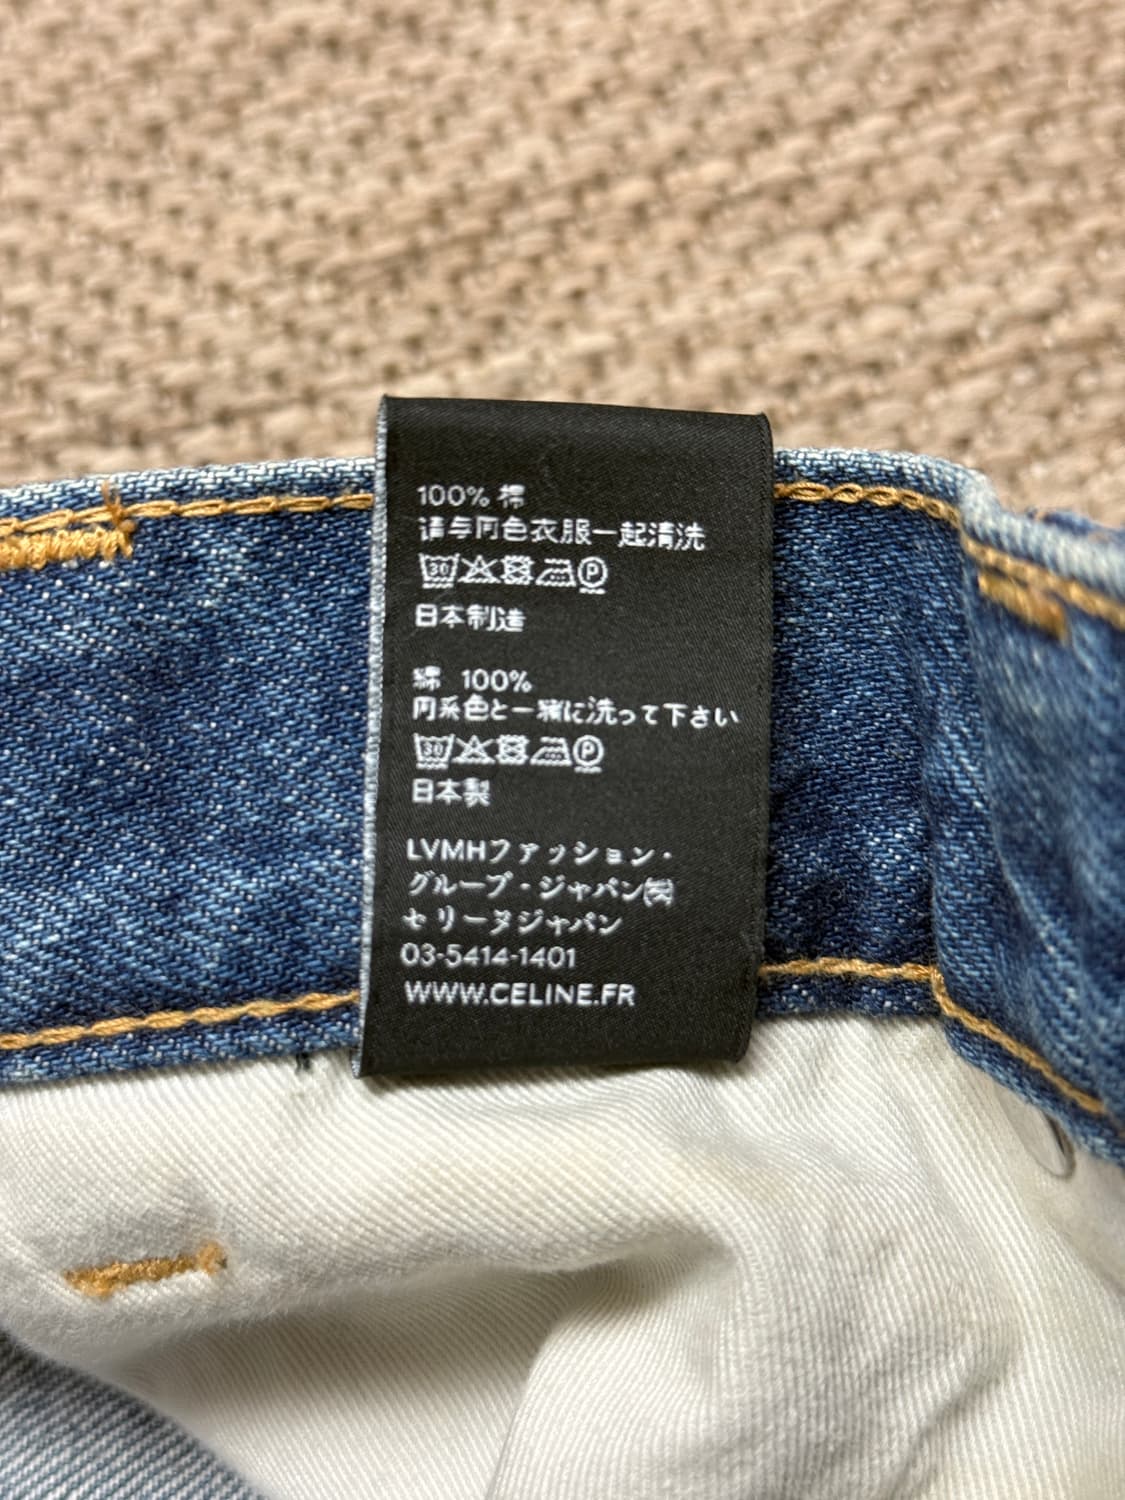 100% 棉
请与同色衣服一起清洗
30 P
日本制造
綿 100%
同系色と一緒に洗って下さい
30 P
日本製
LVMHファッション・
グループ・ジャパン㈱
セリーヌジャパン
03-5414-1401
WWW.CELINE.FR